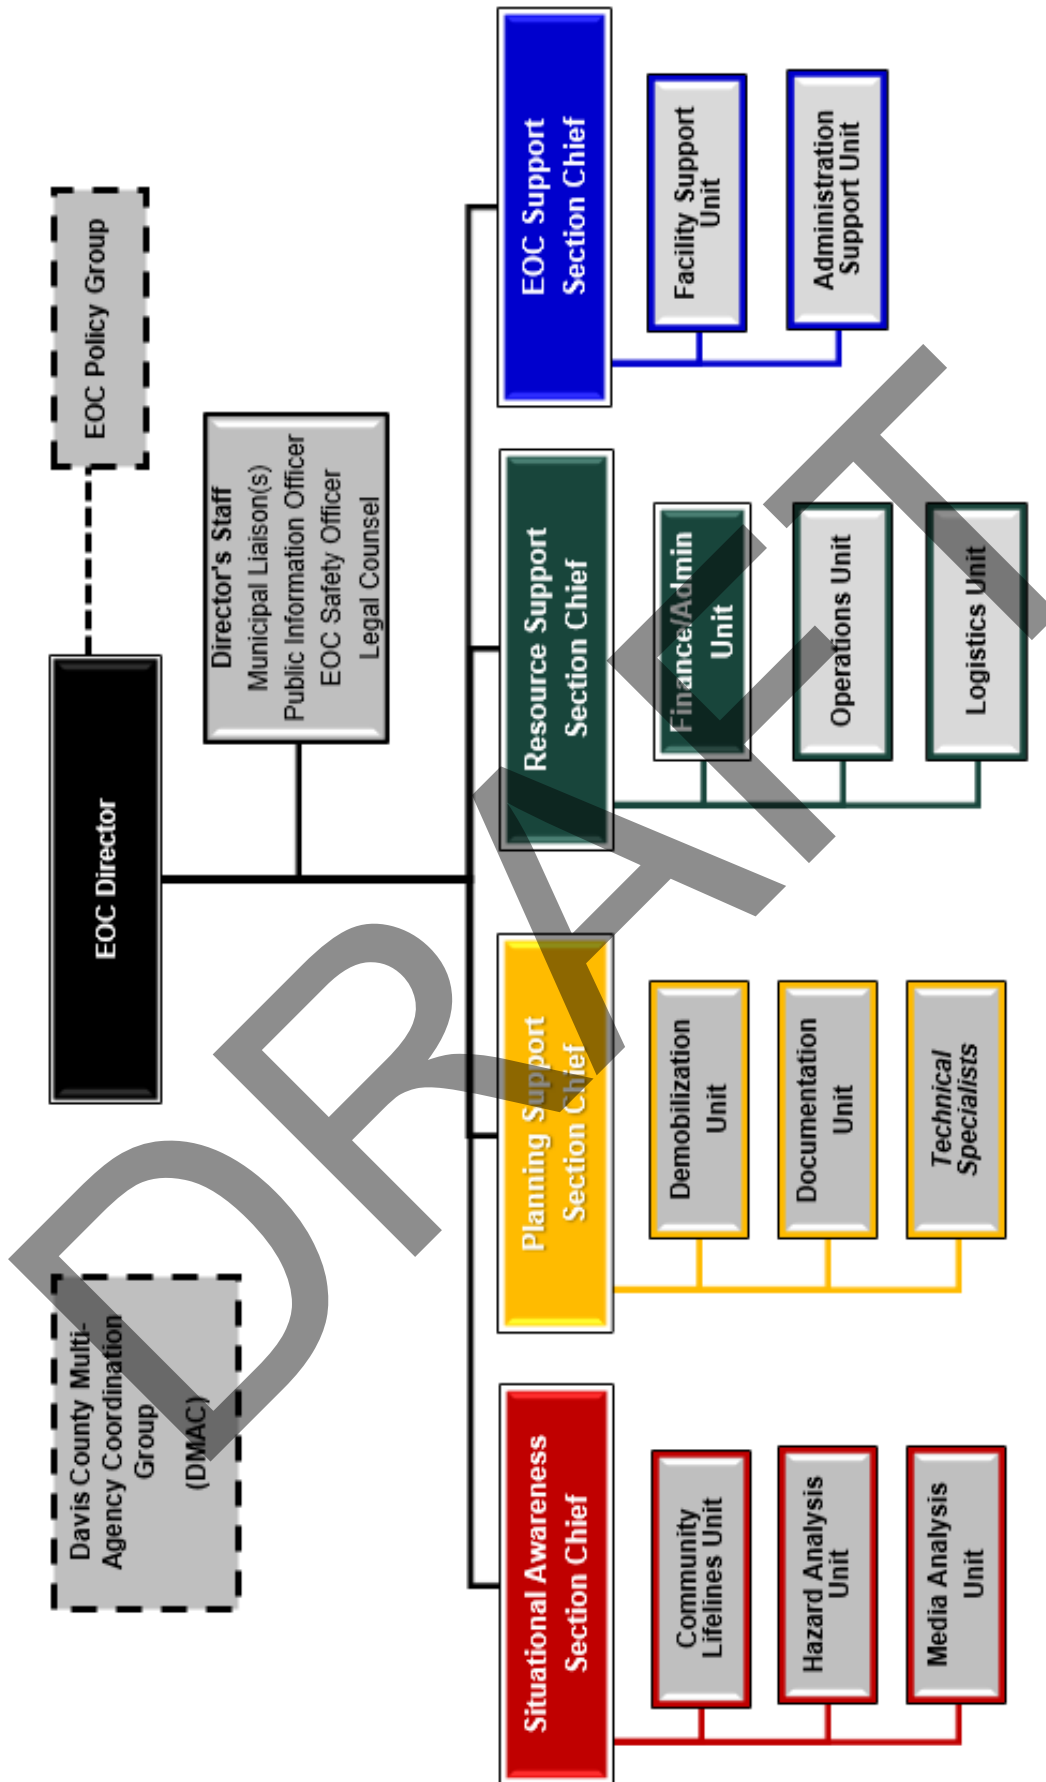 Davis County Multi-
Agency Coordination
Group
(DMAC)
EOC Director
EOC Policy Group
Director's Staff
Municipal Liaison(s)
Public Information Officer
EOC Safety Officer
Legal Counsel
Situational Awareness
Section Chief
Community
Lifelines Unit
Hazard Analysis
Unit
Media Analysis
Unit
Planning Support
Section Chief
Demobilization
Unit
Documentation
Unit
Technical
Specialists
Resource Support
Section Chief
Finance/Admin
Unit
Operations Unit
Logistics Unit
EOC Support
Section Chief
Facility Support
Unit
Administration
Support Unit
DRAFT